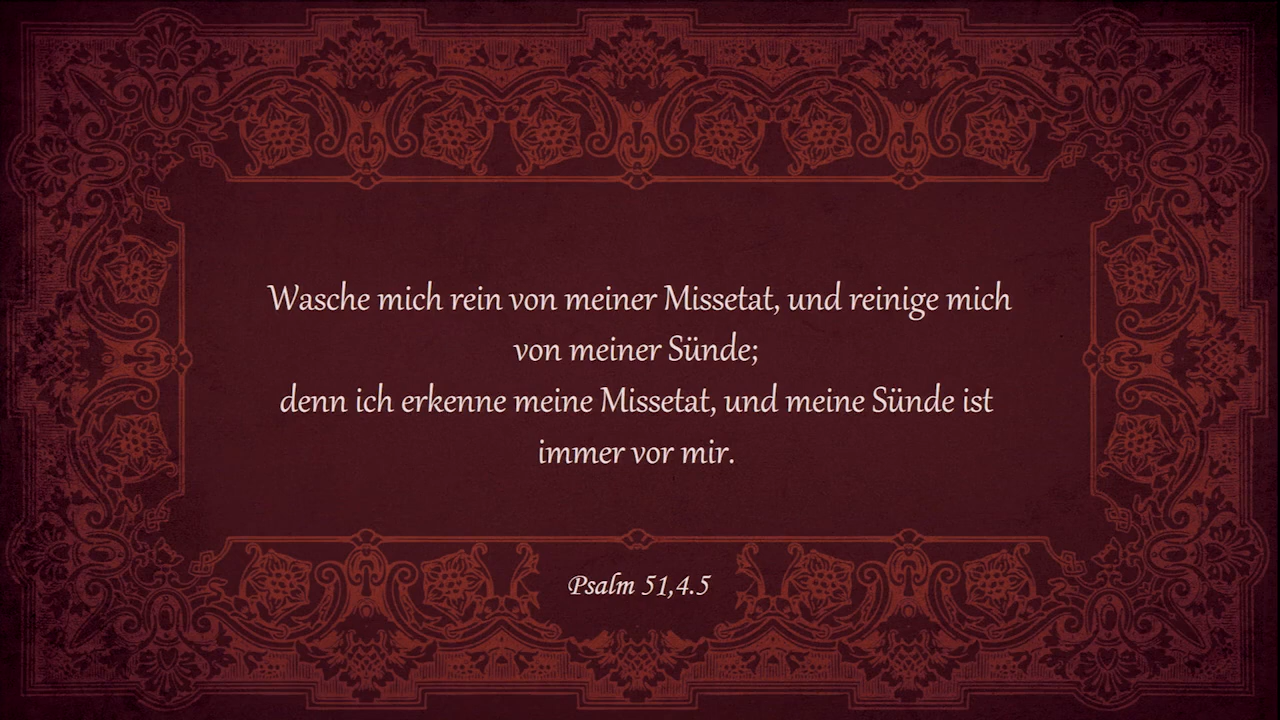 Wasche mich rein von meiner Missetat, und reinige mich
von meiner Sünde;
denn ich erkenne meine Missetat, und meine Sünde ist
immer vor mir.
Psalm 51,4.5